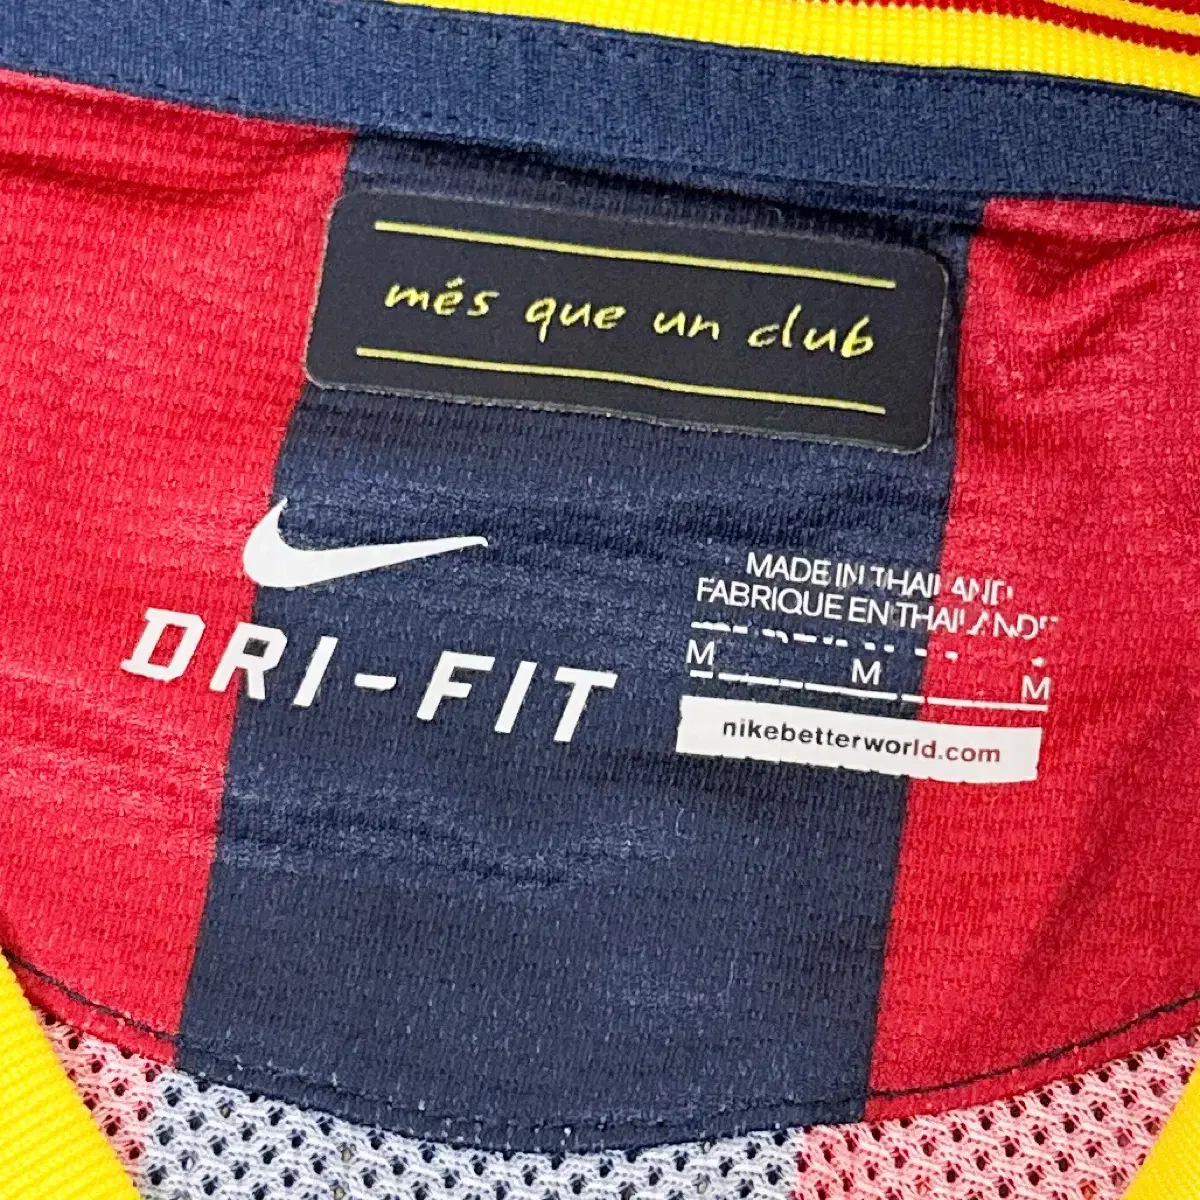 més que un club
DRI-FIT
MADE IN THAILAND
FABRIQUE EN THAILANDE
M M M
nikebetterworld.com